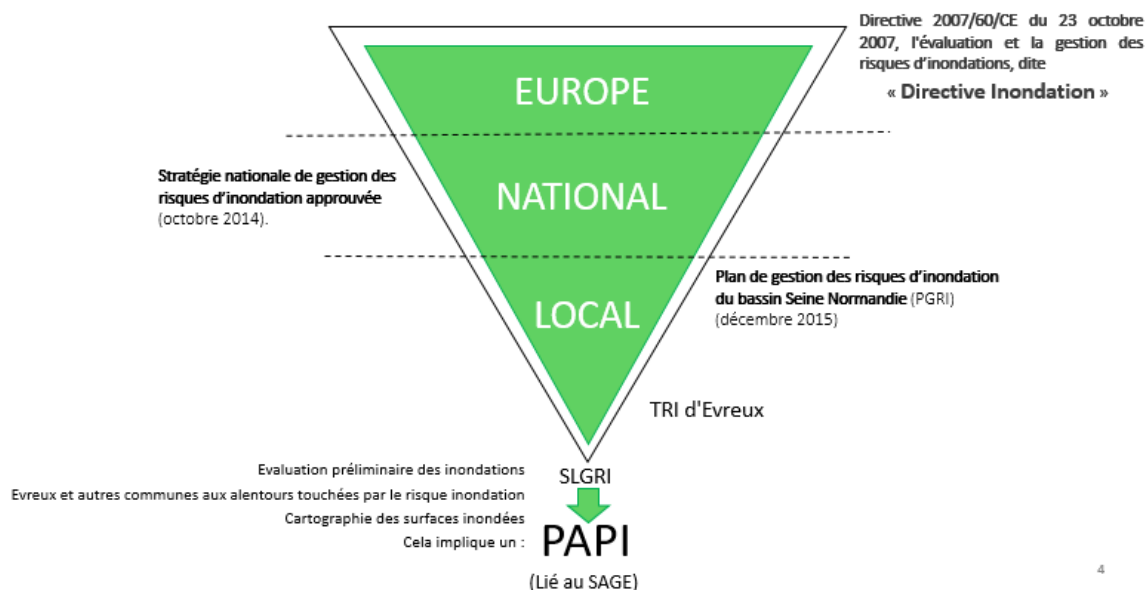 Directive 2007/60/CE du 23 octobre
2007, l'évaluation et la gestion des
risques d'inondations, dite
« Directive Inondation »
EUROPE
Stratégie nationale de gestion des
risques d'inondation approuvée
(octobre 2014).
NATIONAL
Plan de gestion des risques d'inondation
du bassin Seine Normandie (PGRI)
(décembre 2015)
LOCAL
TRI d'Evreux
SLGRI
Evaluation préliminaire des inondations
Evreux et autres communes aux alentours touchées par le risque inondation
Cartographie des surfaces inondées
Cela implique un :
PAPI
(Lié au SAGE)
4